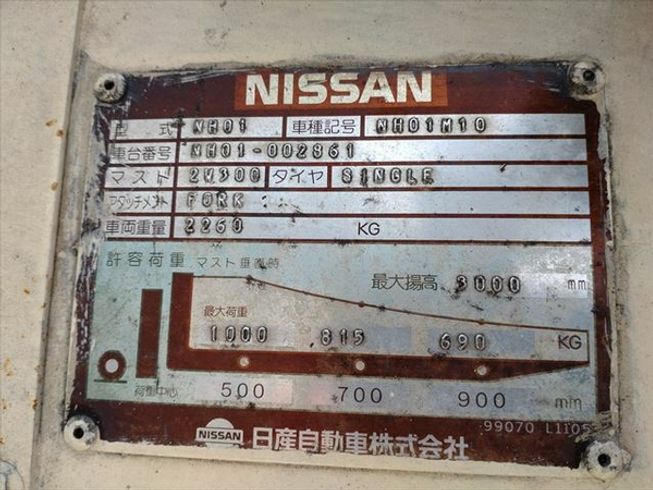 NISSAN
型式 NH01 車種記号 NH01M10
車台番号 NH01-002861
マスト 2W300 タイヤ SINGLE
アタッチメント FORK
車両重量 2260 KG
許容荷重 マスト垂直時
最大揚高 3000 mm
最大荷重
1000 815 690 KG
荷重中心 500 700 900 mm
99070 L1105
NISSAN 日産自動車株式会社